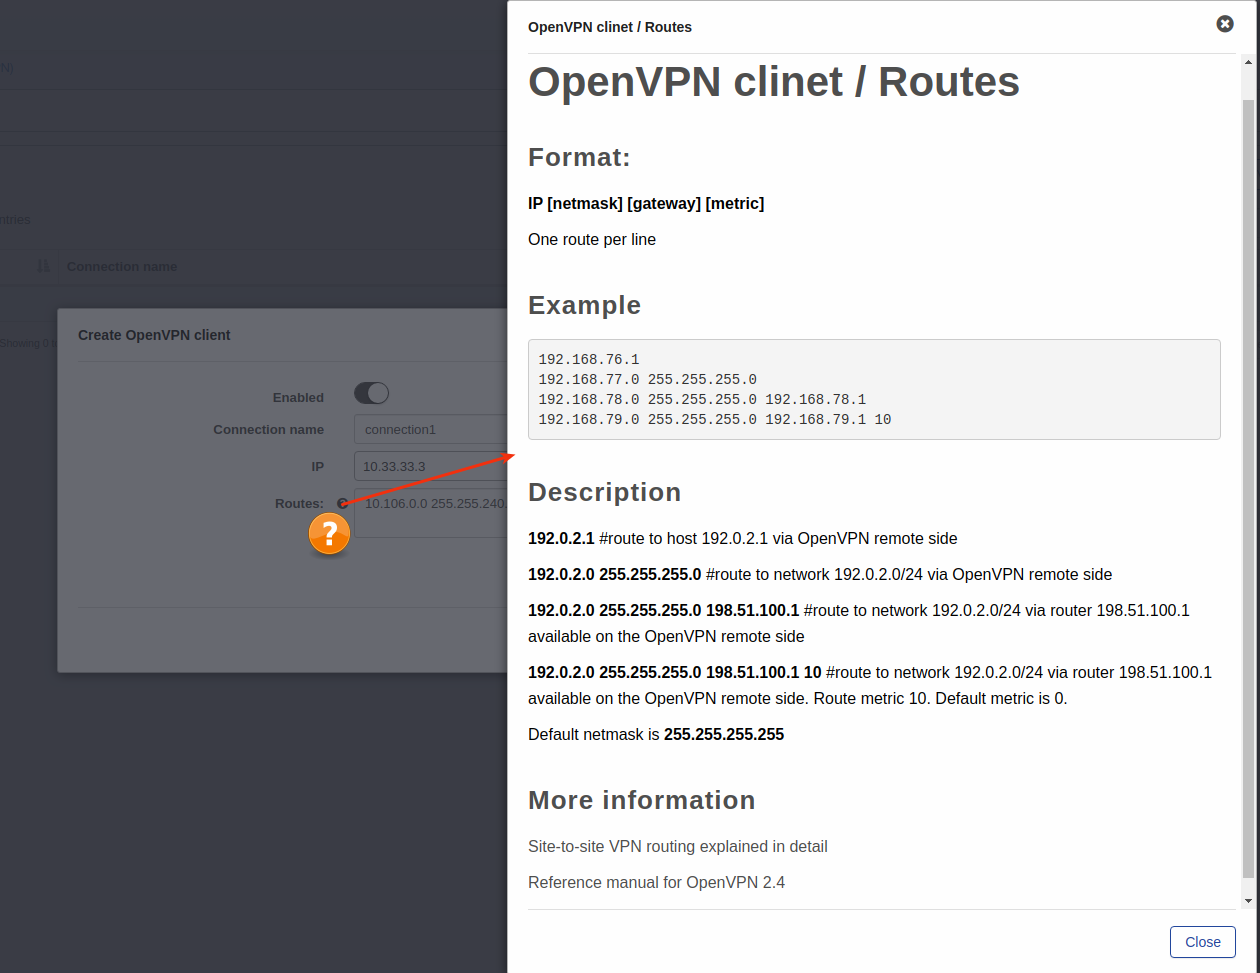 OpenVPN clinet / Routes
OpenVPN clinet / Routes
Format:
IP [netmask] [gateway] [metric]
One route per line
Example
192.168.76.1
192.168.77.0 255.255.255.0
192.168.78.0 255.255.255.0 192.168.78.1
192.168.79.0 255.255.255.0 192.168.79.1 10
Description
192.0.2.1 #route to host 192.0.2.1 via OpenVPN remote side
192.0.2.0 255.255.255.0 #route to network 192.0.2.0/24 via OpenVPN remote side
192.0.2.0 255.255.255.0 198.51.100.1 #route to network 192.0.2.0/24 via router 198.51.100.1
available on the OpenVPN remote side
192.0.2.0 255.255.255.0 198.51.100.1 10 #route to network 192.0.2.0/24 via router 198.51.100.1
available on the OpenVPN remote side. Route metric 10. Default metric is 0.
Default netmask is 255.255.255.255
More information
Site-to-site VPN routing explained in detail
Reference manual for OpenVPN 2.4
Close
N)
ntries
Connection name
Showing 0
Create OpenVPN client
Enabled
Connection name connection1
IP 10.33.33.3
Routes: 10.106.0.0 255.255.240.
?